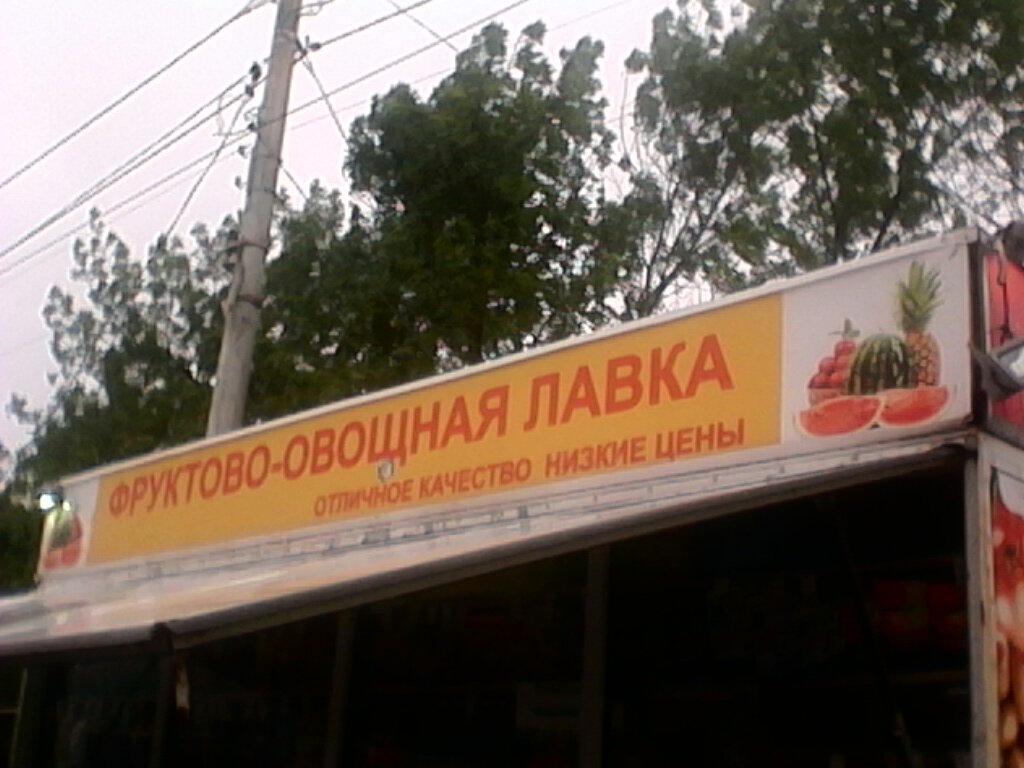 ФРУКТОВО-ОВОЩНАЯ ЛАВКА
ОТЛИЧНОЕ КАЧЕСТВО НИЗКИЕ ЦЕНЫ